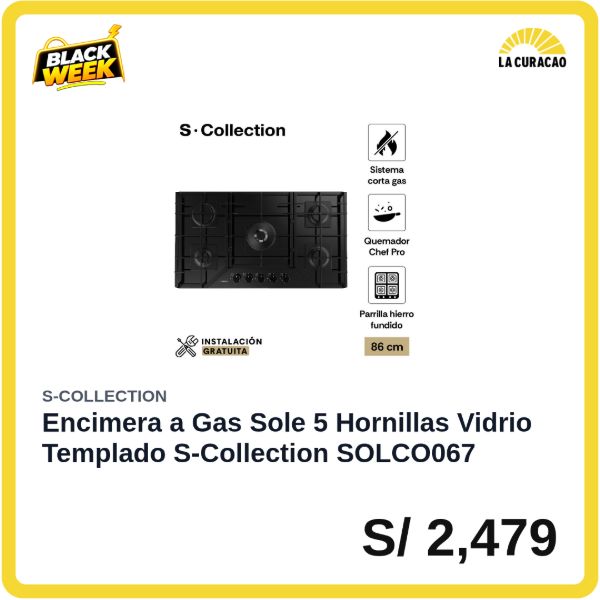 BLACK
WEEK
LA CURACAO
S·Collection
Sistema
corta gas
Quemador
Chef Pro
Parrilla hierro
fundido
86 cm
INSTALACIÓN
GRATUITA
S-COLLECTION
Encimera a Gas Sole 5 Hornillas Vidrio
Templado S-Collection SOLCO067
S/ 2,479